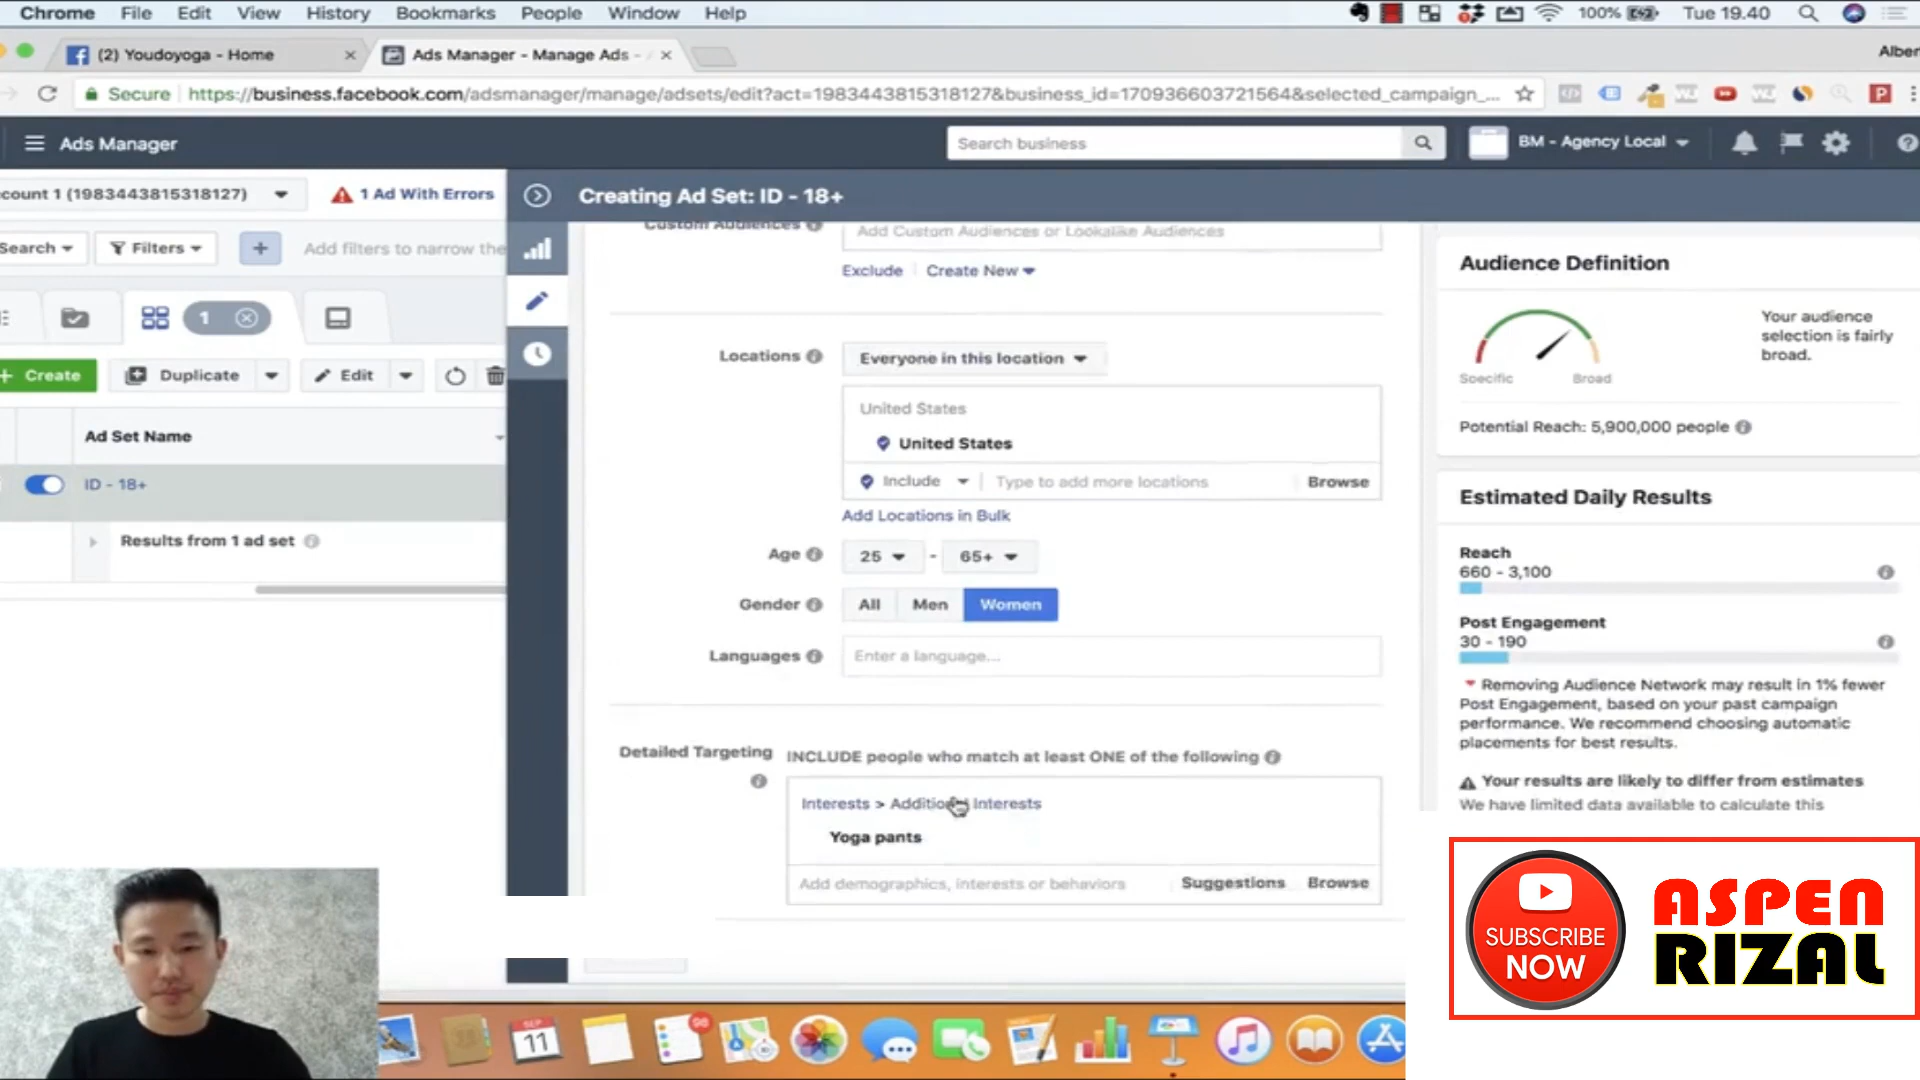 Chrome File Edit View History Bookmarks People Window Help 100% Tue 19.40
(2) Youdoyoga - Home Ads Manager - Manage Ads - Alber
Secure https://business.facebook.com/adsmanager/manage/adsets/edit?act=1983443815318127&business_id=170936603721564&selected_campaign_...
Ads Manager Search business BM - Agency Local
count 1 (1983443815318127) 1 Ad With Errors Creating Ad Set: ID - 18+
Search Filters Add filters to narrow the
1
Create Duplicate Edit
Ad Set Name
ID - 18+
Results from 1 ad set
Custom Audiences Add Custom Audiences or Lookalike Audiences
Exclude Create New
Locations Everyone in this location
United States
United States
Include Type to add more locations Browse
Add Locations in Bulk
Age 25 - 65+
Gender All Men Women
Languages Enter a language...
Detailed Targeting INCLUDE people who match at least ONE of the following
Interests > Additional Interests
Yoga pants
Add demographics, interests or behaviors Suggestions Browse
Audience Definition
Your audience
selection is fairly
broad.
Specific Broad
Potential Reach: 5,900,000 people
Estimated Daily Results
Reach
660 - 3,100
Post Engagement
30 - 190
Removing Audience Network may result in 1% fewer
Post Engagement, based on your past campaign
performance. We recommend choosing automatic
placements for best results.
Your results are likely to differ from estimates
We have limited data available to calculate this
SUBSCRIBE
NOW
ASPEN
RIZAL
SEP
11